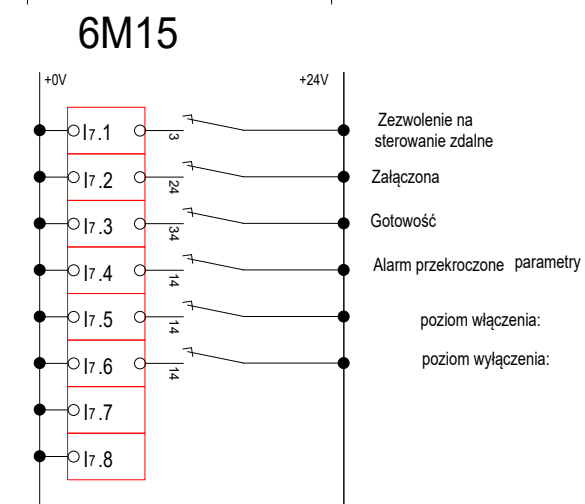 6M15
+0V +24V
I7.1 3 Zezwolenie na
sterowanie zdalne
I7.2 24 Załączona
I7.3 34 Gotowość
I7.4 14 Alarm przekroczone parametry
I7.5 14 poziom włączenia:
I7.6 14 poziom wyłączenia:
I7.7
I7.8